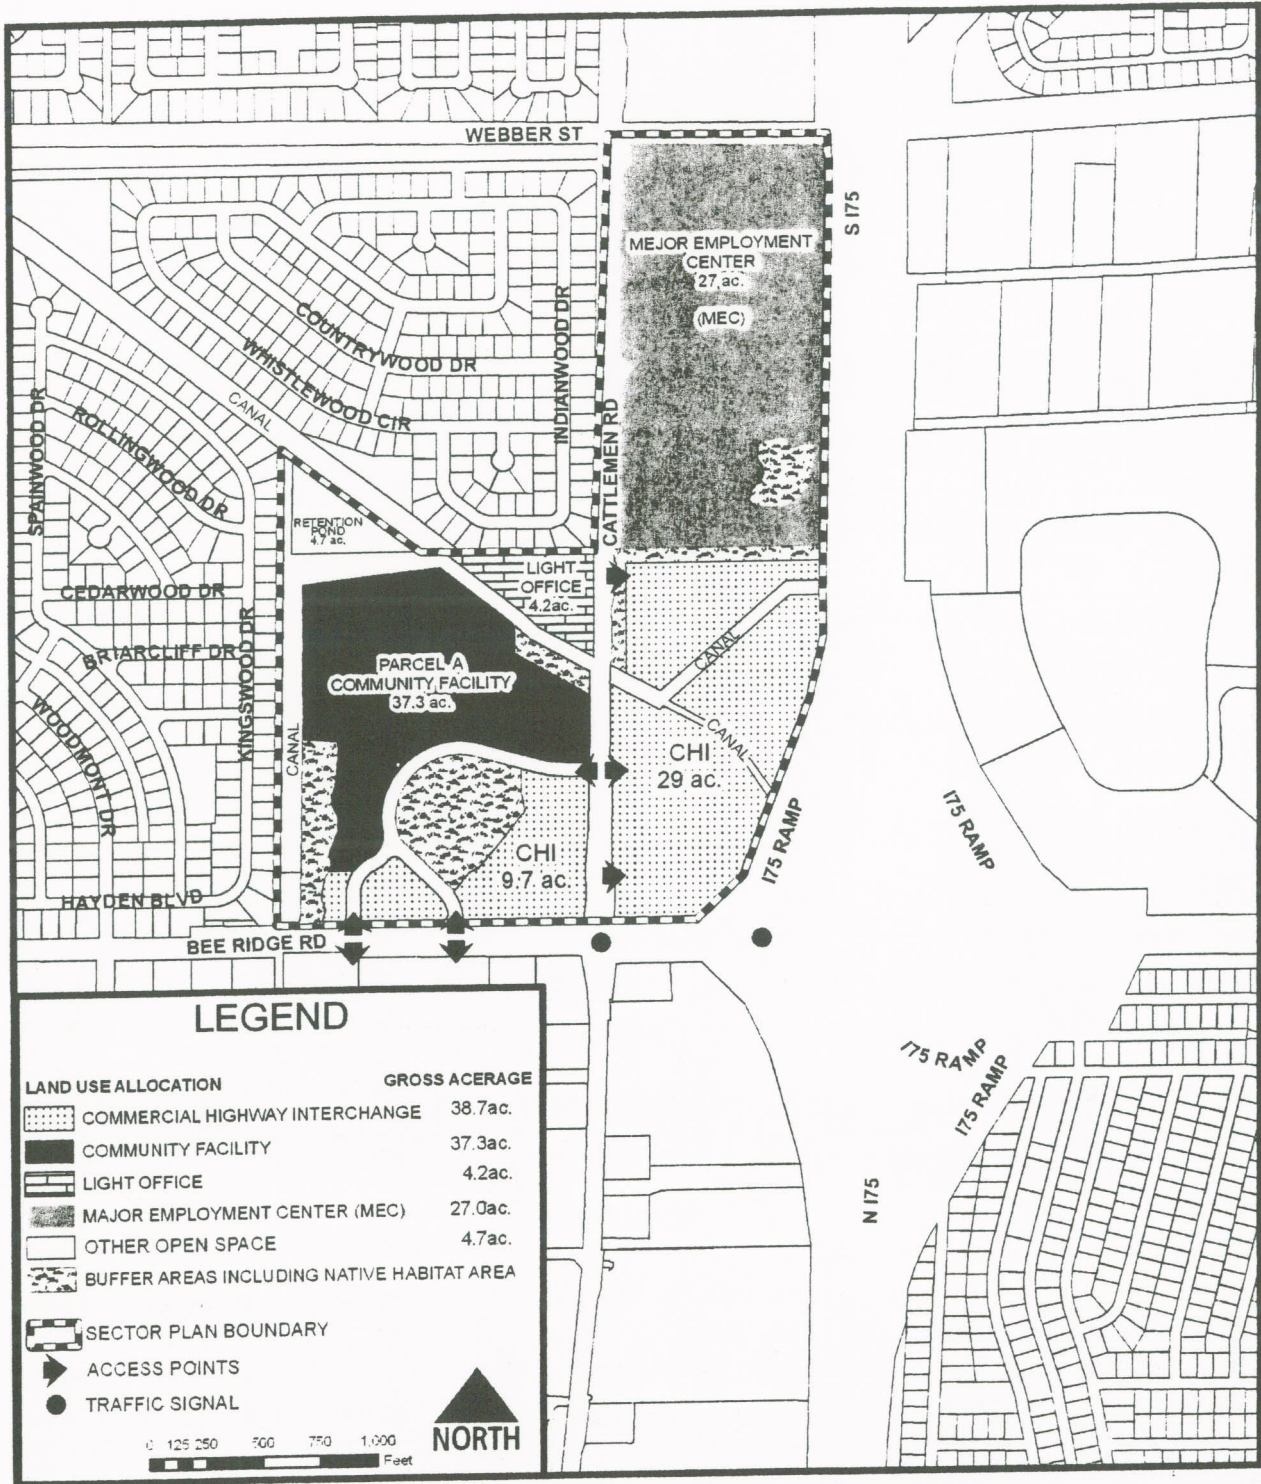 WEBBER ST
S I75
MEJOR EMPLOYMENT
CENTER
27 ac.
(MEC)
COUNTRYWOOD DR
WHISTLEWOOD CIR
INDIANWOOD DR
CANAL
SPAINWOOD DR
ROLLINGWOOD DR
CATTLEMEN RD
RETENTION
POND
4.7 ac.
LIGHT
OFFICE
4.2ac.
CEDARWOOD DR
BRIARCLIFF DR
KINGSWOOD DR
WOODMONT DR
PARCEL A
COMMUNITY FACILITY
37.3 ac.
CANAL
CANAL
CANAL
CHI
29 ac.
CHI
9.7 ac.
I75 RAMP
I75 RAMP
HAYDEN BLVD
BEE RIDGE RD
I75 RAMP
I75 RAMP
N I75
LEGEND
LAND USE ALLOCATION GROSS ACERAGE
COMMERCIAL HIGHWAY INTERCHANGE 38.7ac.
COMMUNITY FACILITY 37.3ac.
LIGHT OFFICE 4.2ac.
MAJOR EMPLOYMENT CENTER (MEC) 27.0ac.
OTHER OPEN SPACE 4.7ac.
BUFFER AREAS INCLUDING NATIVE HABITAT AREA
SECTOR PLAN BOUNDARY
ACCESS POINTS
TRAFFIC SIGNAL
0 125 250 500 750 1,000
Feet
NORTH